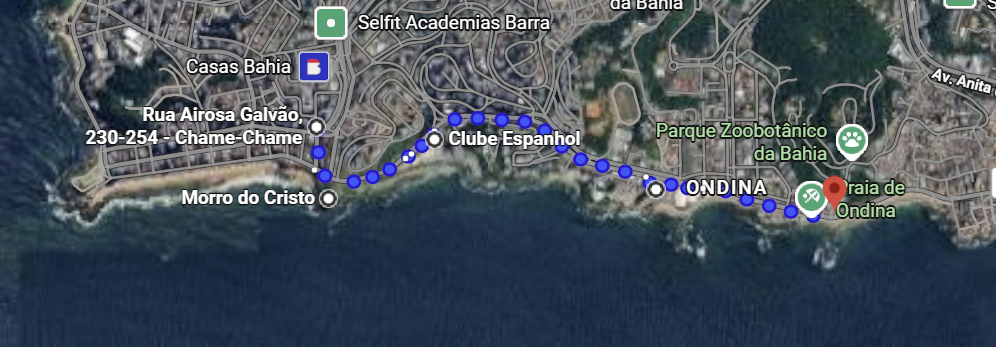 da Bahia
Selfit Academias Barra
Casas Bahia
Av. Anita
Rua Airosa Galvão,
230-254 - Chame-Chame
Clube Espanhol
Parque Zoobotânico
da Bahia
Morro do Cristo
ONDINA
raia de
Ondina